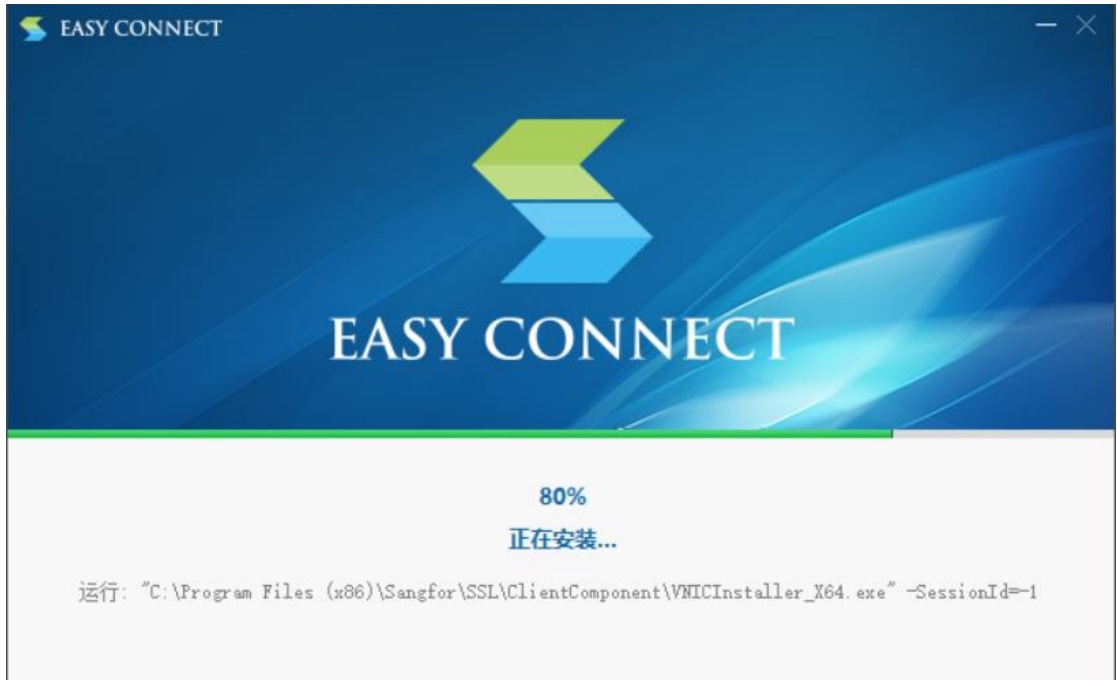 EASY CONNECT
EASY CONNECT
80%
正在安装...
运行: "C:\Program Files (x86)\Sangfor\SSL\ClientComponent\VNICInstaller_X64.exe" -SessionId=-1